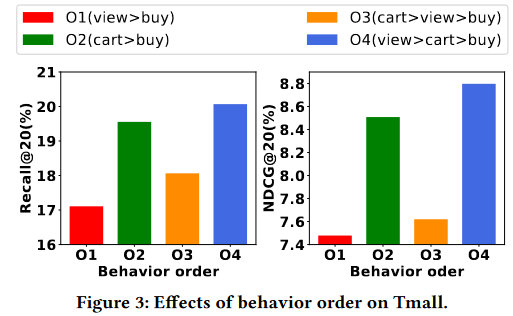 O1(view>buy)
O2(cart>buy)
O3(cart>view>buy)
O4(view>cart>buy)
Recall@20(%)
21
20
19
18
17
16
O1 O2 O3 O4
Behavior order
NDCG@20(%)
8.8
8.6
8.4
8.2
8.0
7.8
7.6
7.4
O1 O2 O3 O4
Behavior oder
Figure 3: Effects of behavior order on Tmall.